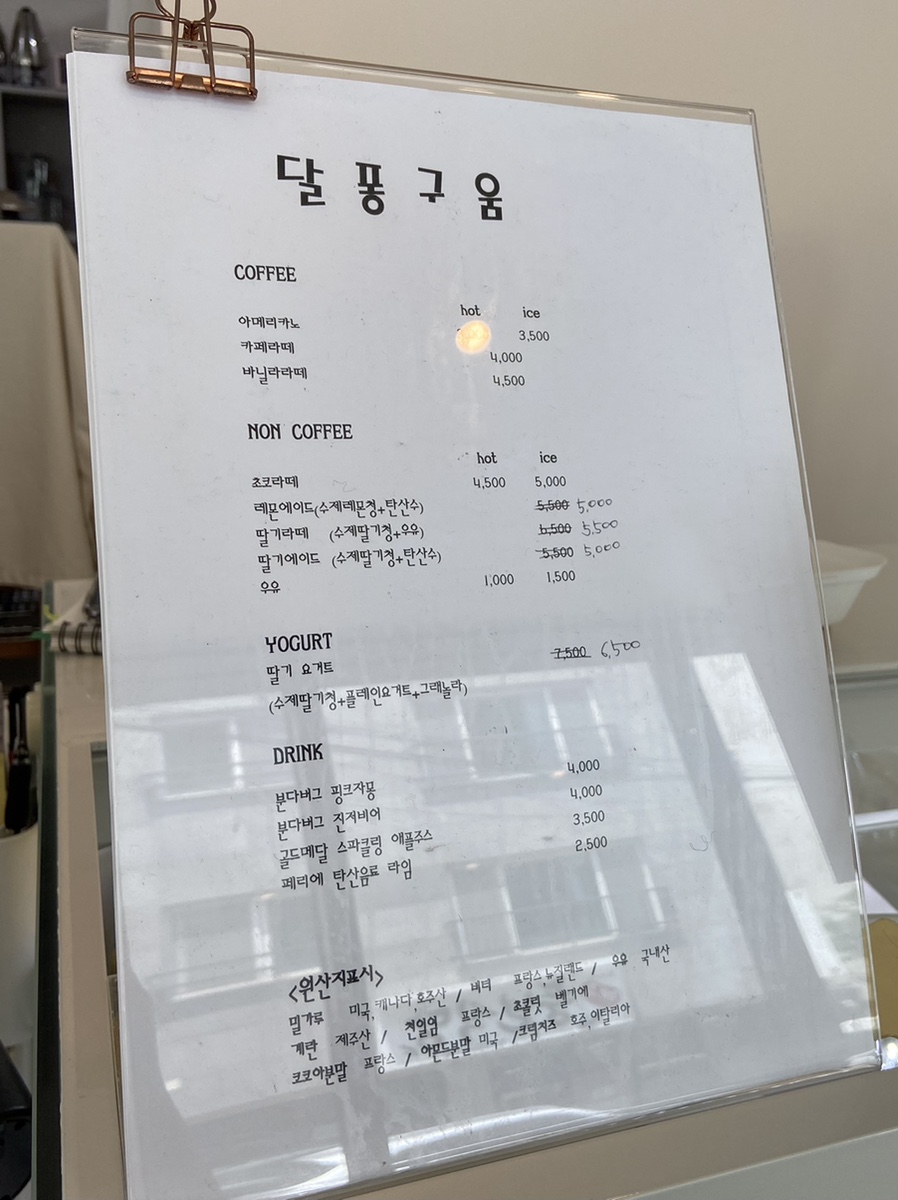 달퐁구움
COFFEE
hot ice
아메리카노 3,500
카페라떼 4,000
바닐라라떼 4,500
NON COFFEE
hot ice
초코라떼 4,500 5,000
레몬에이드(수제레몬청+탄산수) 5,500 5,000
딸기라떼 (수제딸기청+우유) 6,500 5,500
딸기에이드 (수제딸기청+탄산수) 5,500 5,000
우유 1,000 1,500
YOGURT
딸기 요거트 7,500 6,500
(수제딸기청+플레인요거트+그래놀라)
DRINK
분다버그 핑크자몽 4,000
분다버그 진저비어 4,000
골드메달 스파클링 애플주스 3,500
페리에 탄산음료 라임 2,500
<원산지표시>
밀가루 미국,캐나다,호주산 / 버터 프랑스,뉴질랜드 / 우유 국내산
계란 제주산 / 천일염 프랑스 / 초콜릿 벨기에
코코아분말 프랑스 / 아몬드분말 미국 /크림치즈 호주,이탈리아